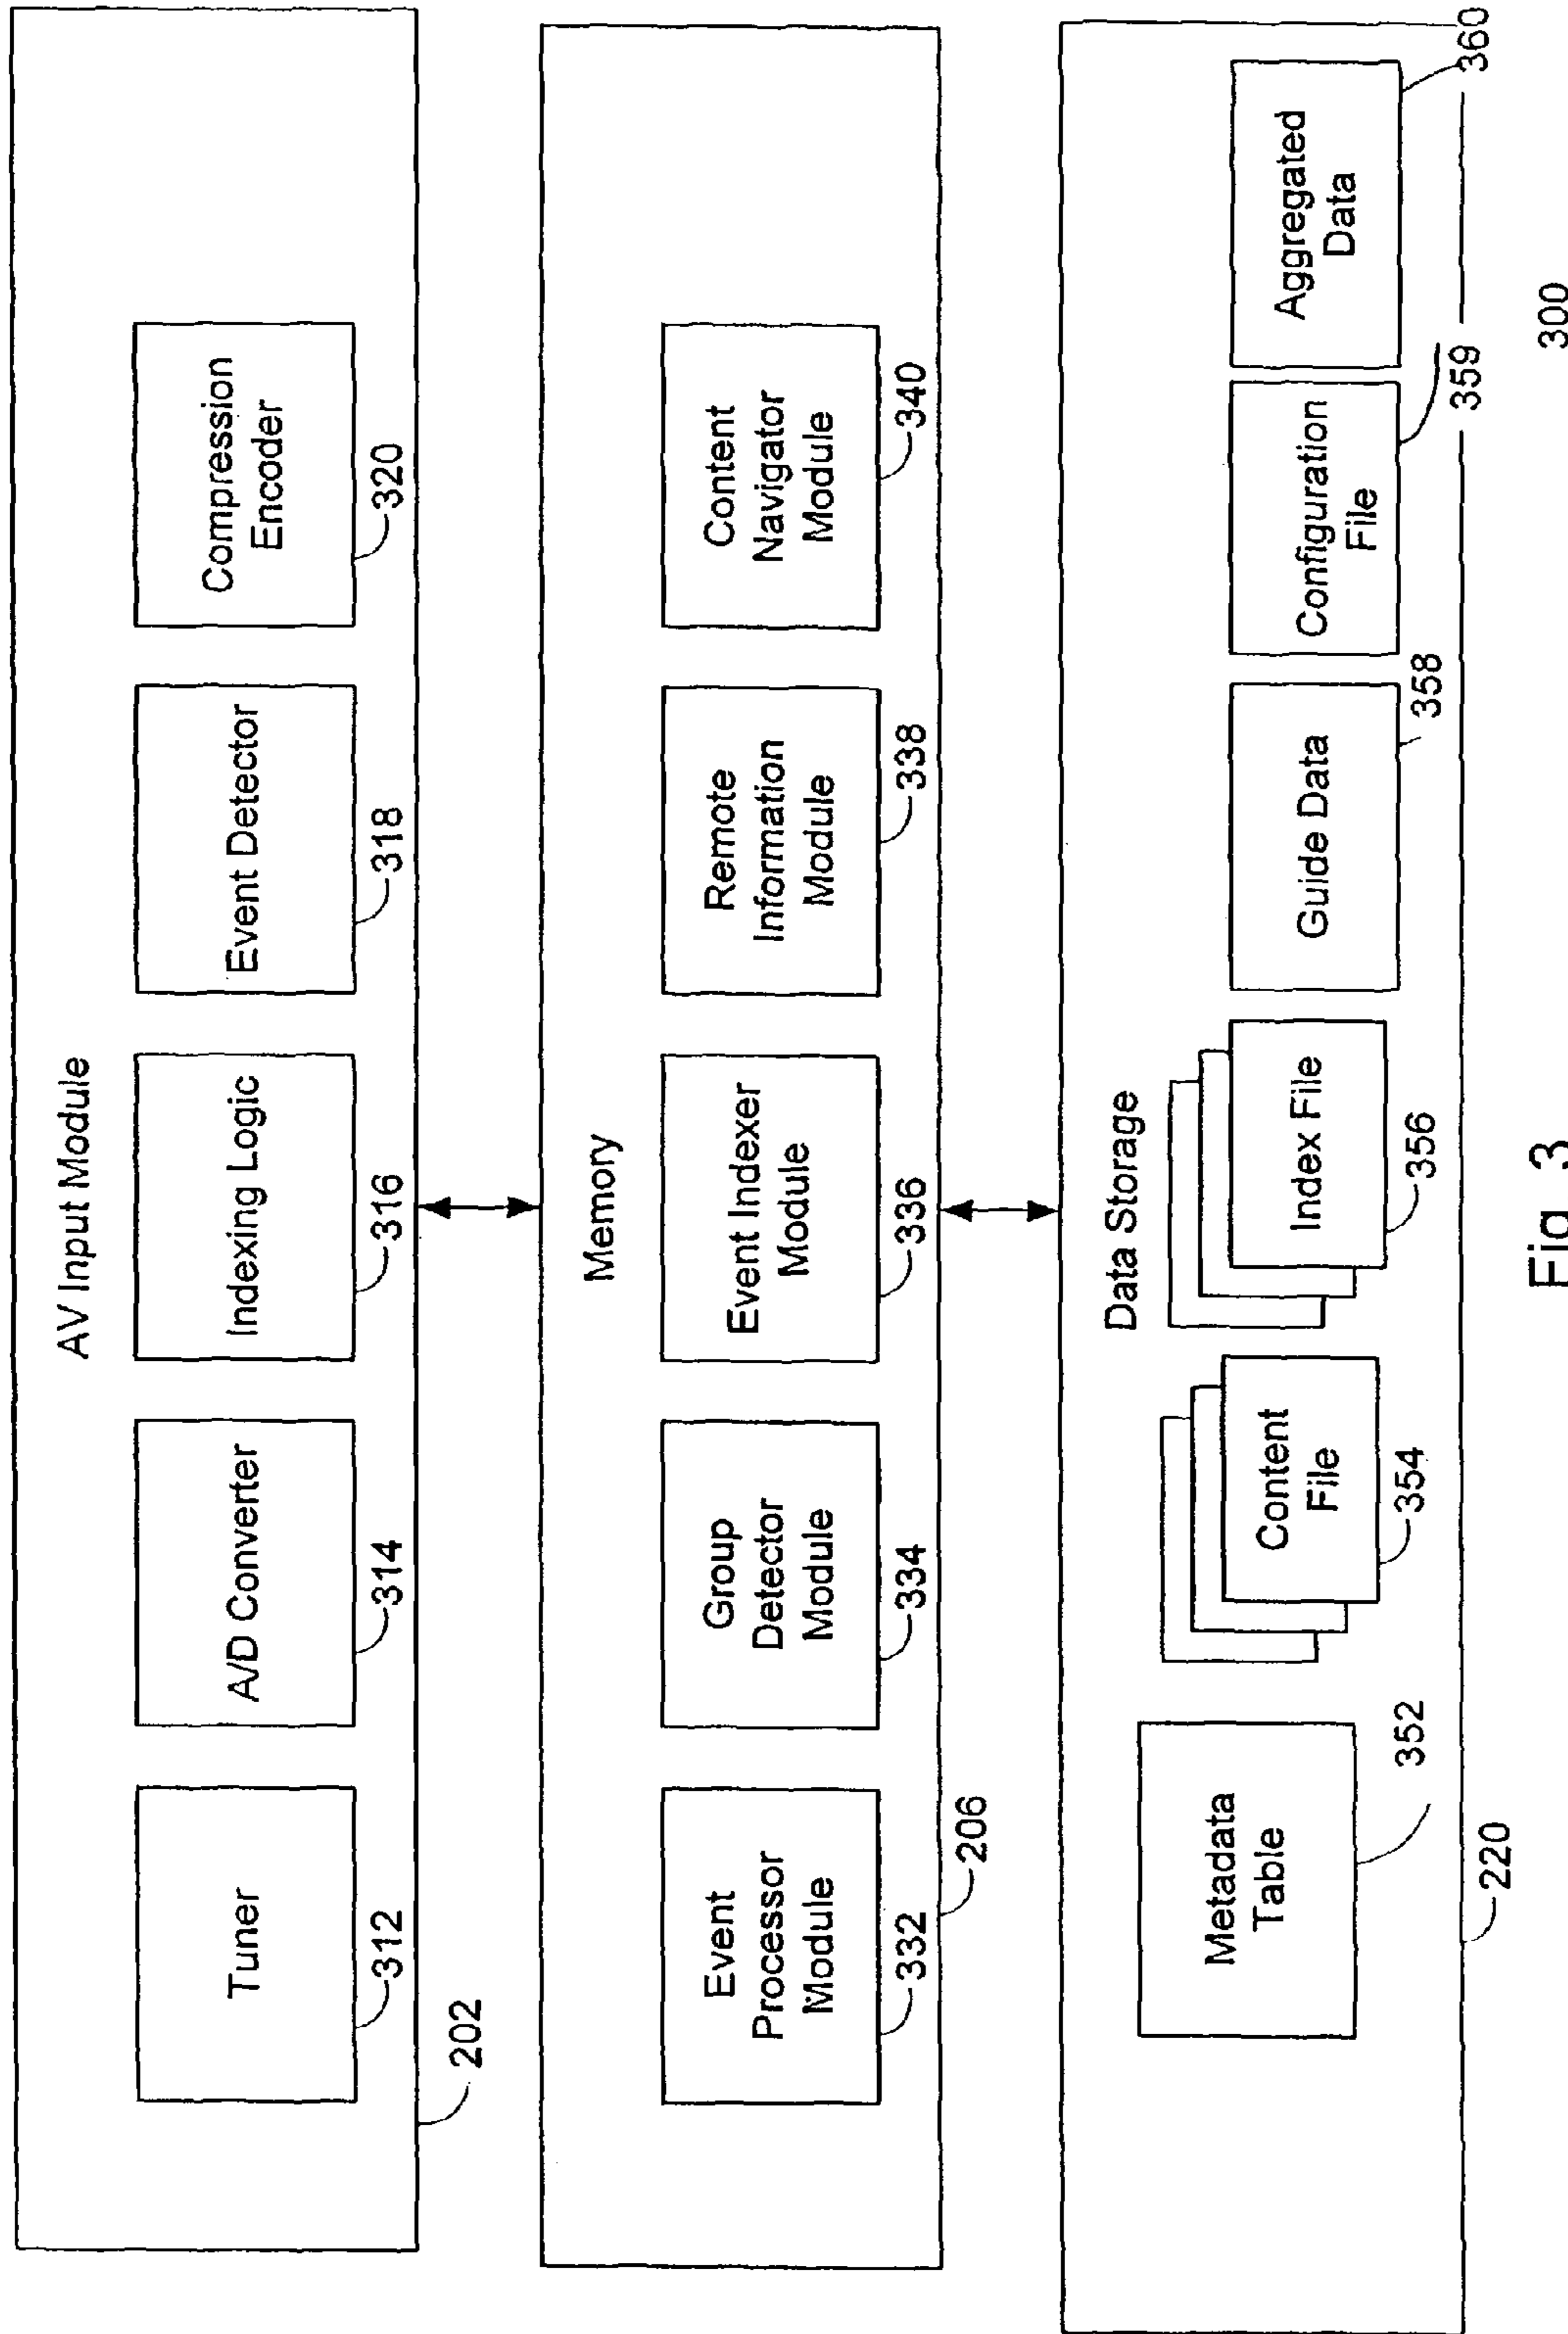 AV Input Module
Tuner
312
A/D Converter
314
Indexing Logic
316
Event Detector
318
Compression
Encoder
320
202
Memory
Event
Processor
Module
332
Group
Detector
Module
334
Event Indexer
Module
336
Remote
Information
Module
338
Content
Navigator
Module
340
206
Data Storage
Metadata
Table
352
Content
File
354
Index File
356
Guide Data
358
Configuration
File
359
Aggregated
Data
360
220
Fig. 3
300